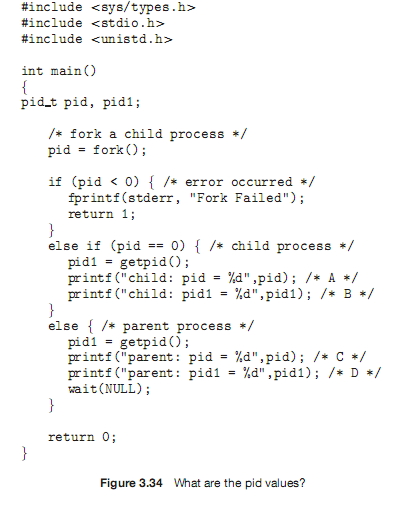 #include <sys/types.h>
#include <stdio.h>
#include <unistd.h>
int main()
{
pid_t pid, pid1;
/* fork a child process */
pid = fork();
if (pid < 0) { /* error occurred */
fprintf(stderr, "Fork Failed");
return 1;
}
else if (pid == 0) { /* child process */
pid1 = getpid();
printf("child: pid = %d",pid); /* A */
printf("child: pid1 = %d",pid1); /* B */
}
else { /* parent process */
pid1 = getpid();
printf("parent: pid = %d",pid); /* C */
printf("parent: pid1 = %d",pid1); /* D */
wait(NULL);
}
return 0;
}
Figure 3.34 What are the pid values?